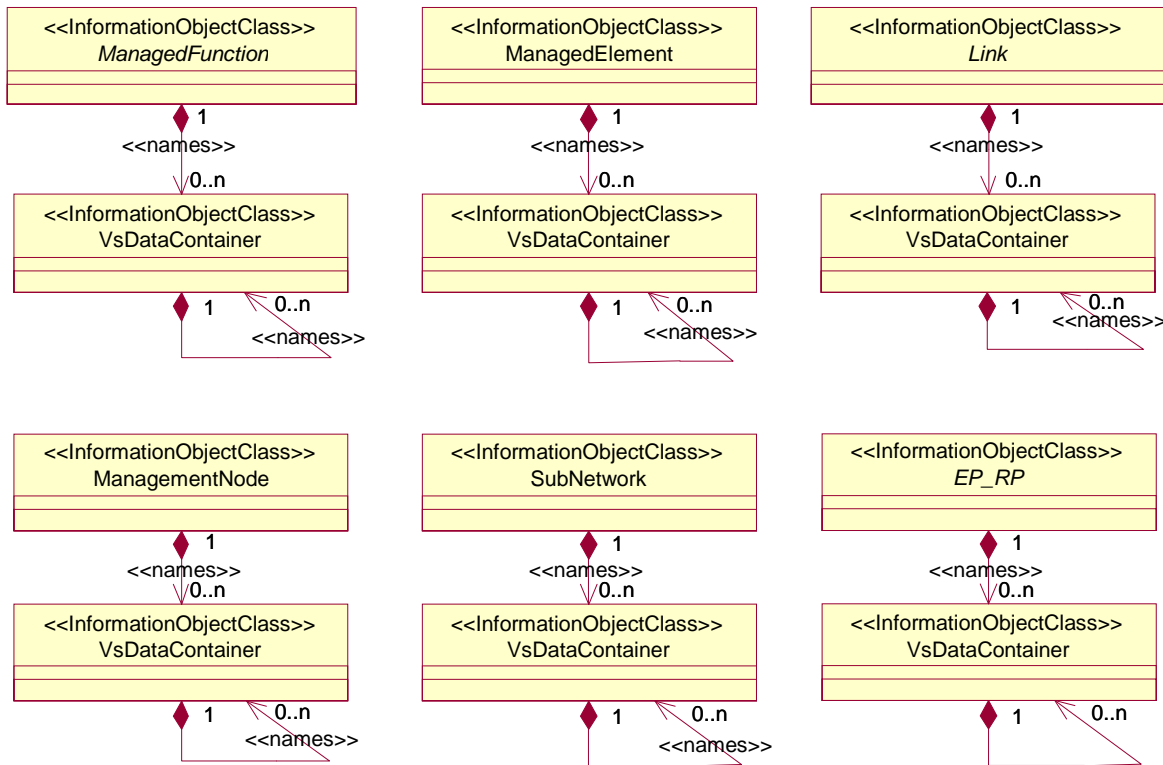 <<InformationObjectClass>>
ManagedFunction
1
<<names>>
0..n
<<InformationObjectClass>>
VsDataContainer
1
0..n
<<names>>
<<InformationObjectClass>>
ManagedElement
1
<<names>>
0..n
<<InformationObjectClass>>
VsDataContainer
1
0..n
<<names>>
<<InformationObjectClass>>
Link
1
<<names>>
0..n
<<InformationObjectClass>>
VsDataContainer
1
0..n
<<names>>
<<InformationObjectClass>>
ManagementNode
1
<<names>>
0..n
<<InformationObjectClass>>
VsDataContainer
1
0..n
<<names>>
<<InformationObjectClass>>
SubNetwork
1
<<names>>
0..n
<<InformationObjectClass>>
VsDataContainer
1
0..n
<<names>>
<<InformationObjectClass>>
EP_RP
1
<<names>>
0..n
<<InformationObjectClass>>
VsDataContainer
1
0..n